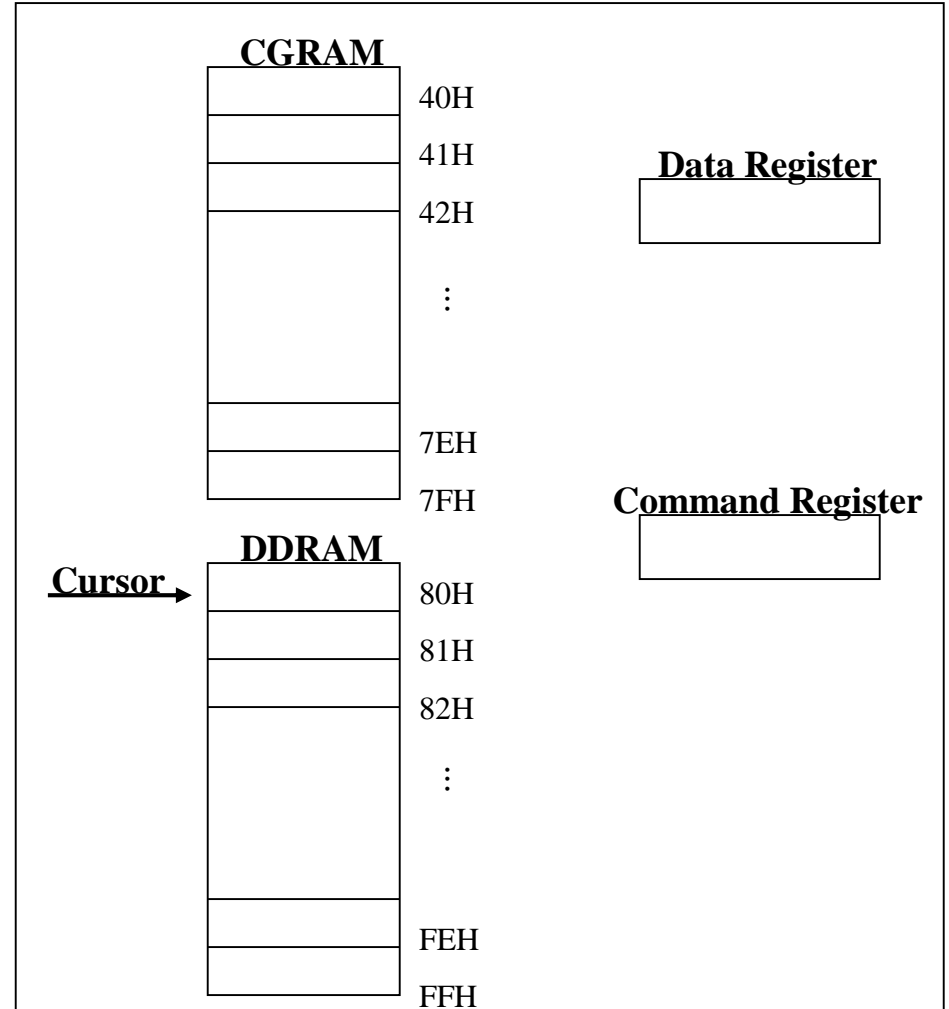 CGRAM
40H
41H
42H
⋮
7EH
7FH
Data Register
Command Register
DDRAM
Cursor
80H
81H
82H
⋮
FEH
FFH